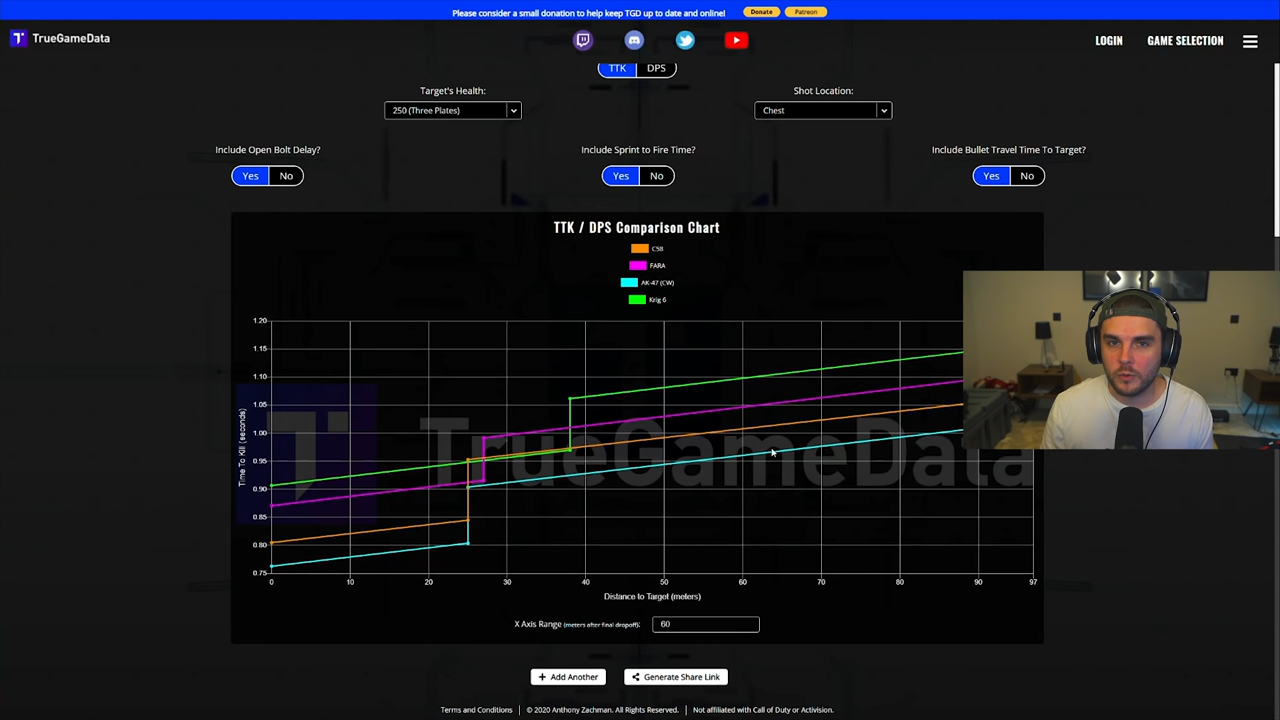 Please consider a small donation to help keep TGD up to date and online! Donate Patreon
TrueGameData
LOGIN GAME SELECTION
TTK DPS
Target's Health: Shot Location:
250 (Three Plates) Chest
Include Open Bolt Delay? Include Sprint to Fire Time? Include Bullet Travel Time To Target?
Yes No Yes No Yes No
TTK / DPS Comparison Chart
C58
FARA
AK-47 (CW)
Krig 6
1.20
1.15
1.10
1.05
1.00
0.95
0.90
0.85
0.80
0.75
Time To Kill (seconds)
TrueGameData
0 10 20 30 40 50 60 70 80 90 97
Distance to Target (meters)
X Axis Range (meters after final dropoff): 60
+ Add Another Generate Share Link
Terms and Conditions | © 2020 Anthony Zachman. All Rights Reserved. | Not affiliated with Call of Duty or Activision.